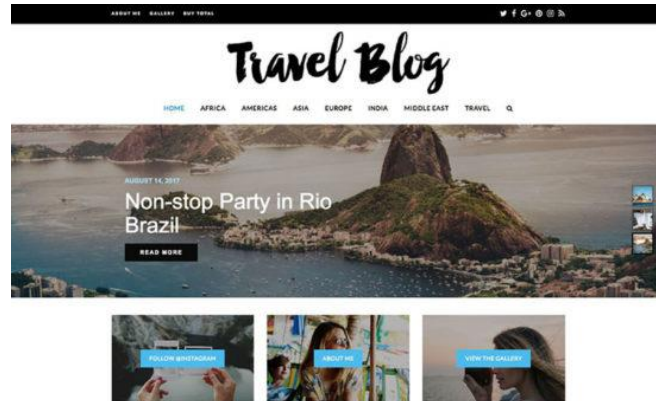 ABOUT ME GALLERY BUY TOTAL
Travel Blog
HOME AFRICA AMERICAS ASIA EUROPE INDIA MIDDLE EAST TRAVEL
AUGUST 14, 2017
Non-stop Party in Rio
Brazil
READ MORE
FOLLOW @INSTAGRAM ABOUT ME VIEW THE GALLERY